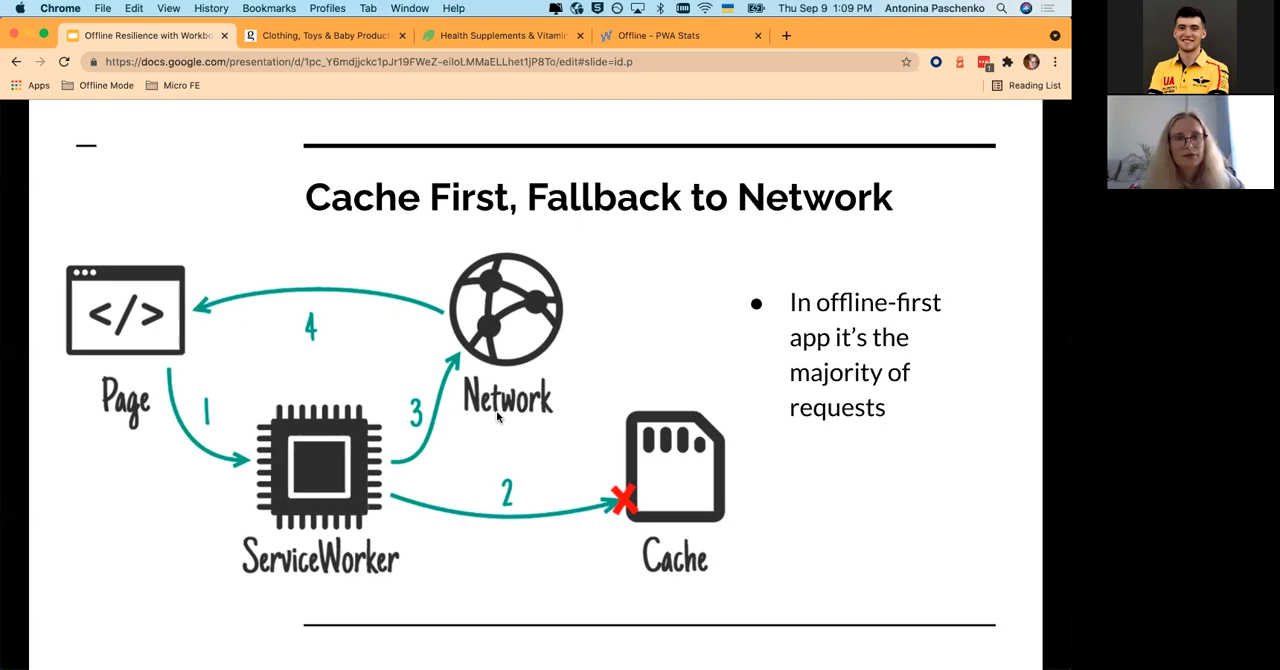 Chrome File Edit View History Bookmarks Profiles Tab Window Help Thu Sep 9 1:09 PM Antonina Paschenko
Offline Resilience with Workbo Clothing, Toys & Baby Product Health Supplements & Vitamin Offline - PWA Stats
https://docs.google.com/presentation/d/1pc_Y6mdjjckc1pJr19FWeZ-eiloLMMaELLhet1jP8To/edit#slide=id.p
Apps Offline Mode Micro FE Reading List
UA
Cache First, Fallback to Network
</>
4
Page
1
3
Network
2
ServiceWorker
Cache
● In offline-first
app it’s the
majority of
requests